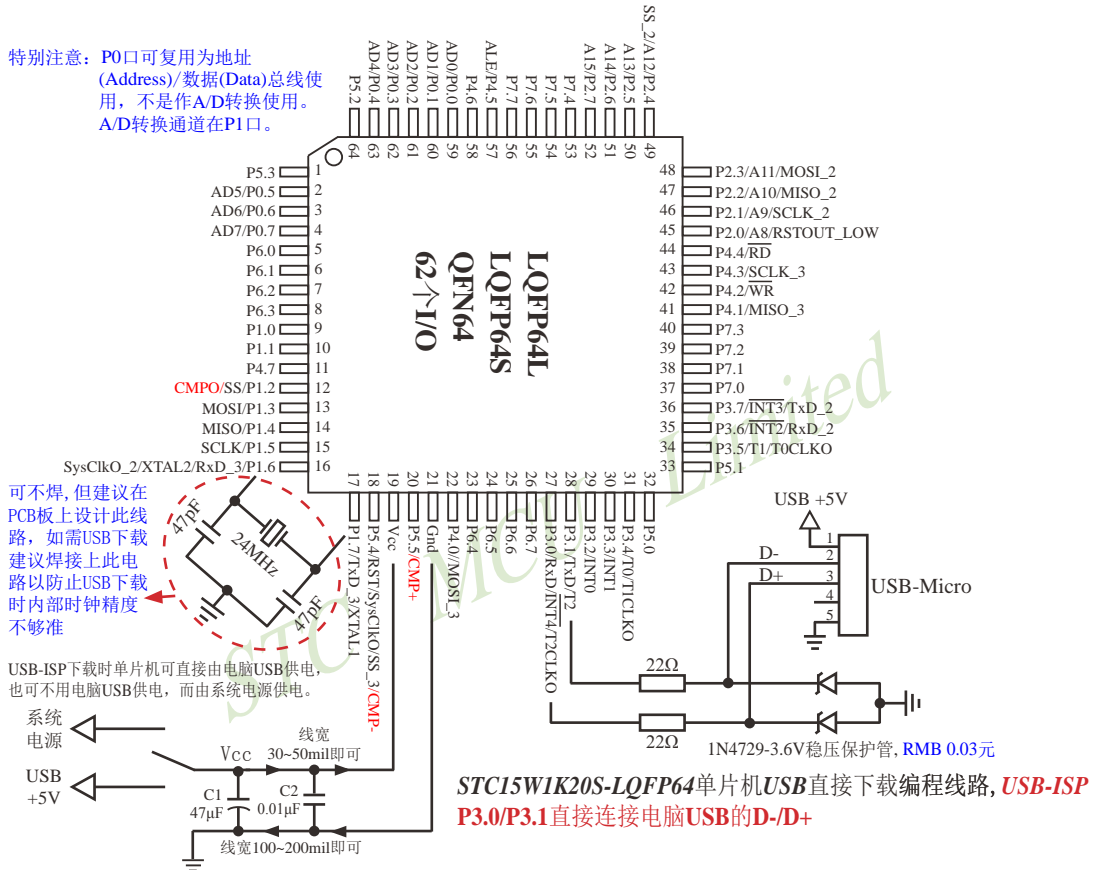 特别注意：P0口可复用为地址
(Address)/数据(Data)总线使
用，不是作A/D转换使用。
A/D转换通道在P1口。
P5.2
AD4/P0.4
AD3/P0.3
AD2/P0.2
AD1/P0.1
AD0/P0.0
P4.6
ALE/P4.5
P7.7
P7.6
P7.5
P7.4
A15/P2.7
A14/P2.6
A13/P2.5
SS_2/A12/P2.4
64
63
62
61
60
59
58
57
56
55
54
53
52
51
50
49
P5.3 1
AD5/P0.5 2
AD6/P0.6 3
AD7/P0.7 4
P6.0 5
P6.1 6
P6.2 7
P6.3 8
P1.0 9
P1.1 10
P4.7 11
CMPO/SS/P1.2 12
MOSI/P1.3 13
MISO/P1.4 14
SCLK/P1.5 15
SysClkO_2/XTAL2/RxD_3/P1.6 16
LQFP64L
LQFP64S
QFN64
62个I/O
48 P2.3/A11/MOSI_2
47 P2.2/A10/MISO_2
46 P2.1/A9/SCLK_2
45 P2.0/A8/RSTOUT_LOW
44 P4.4/RD
43 P4.3/SCLK_3
42 P4.2/WR
41 P4.1/MISO_3
40 P7.3
39 P7.2
38 P7.1
37 P7.0
36 P3.7/INT3/TxD_2
35 P3.6/INT2/RxD_2
34 P3.5/T1/T0CLKO
33 P5.1
17
18
19
20
21
22
23
24
25
26
27
28
29
30
31
32
P1.7/TxD_3/XTAL1
P5.4/RST/SysClkO/SS_3/CMP-
Vcc
P5.5/CMP+
Gnd
P4.0/MOSI_3
P6.4
P6.5
P6.6
P6.7
P3.0/RxD/INT4/T2CLKO
P3.1/TxD/T2
P3.2/INT0
P3.3/INT1
P3.4/T0/T1CLKO
P5.0
STC MCU Limited
可不焊,但建议在
PCB板上设计此线
路，如需USB下载
建议焊接上此电
路以防止USB下载
时内部时钟精度
不够准
47pF
24MHz
47pF
USB +5V
D-
D+
1
2
3
4
5
USB-Micro
22Ω
22Ω
1N4729-3.6V稳压保护管, RMB 0.03元
USB-ISP下载时单片机可直接由电脑USB供电，
也可不用电脑USB供电，而由系统电源供电。
系统
电源
USB
+5V
Vcc
线宽
30~50mil即可
C1
47μF
C2
0.01μF
线宽100~200mil即可
STC15W1K20S-LQFP64单片机USB直接下载编程线路, USB-ISP
P3.0/P3.1直接连接电脑USB的D-/D+